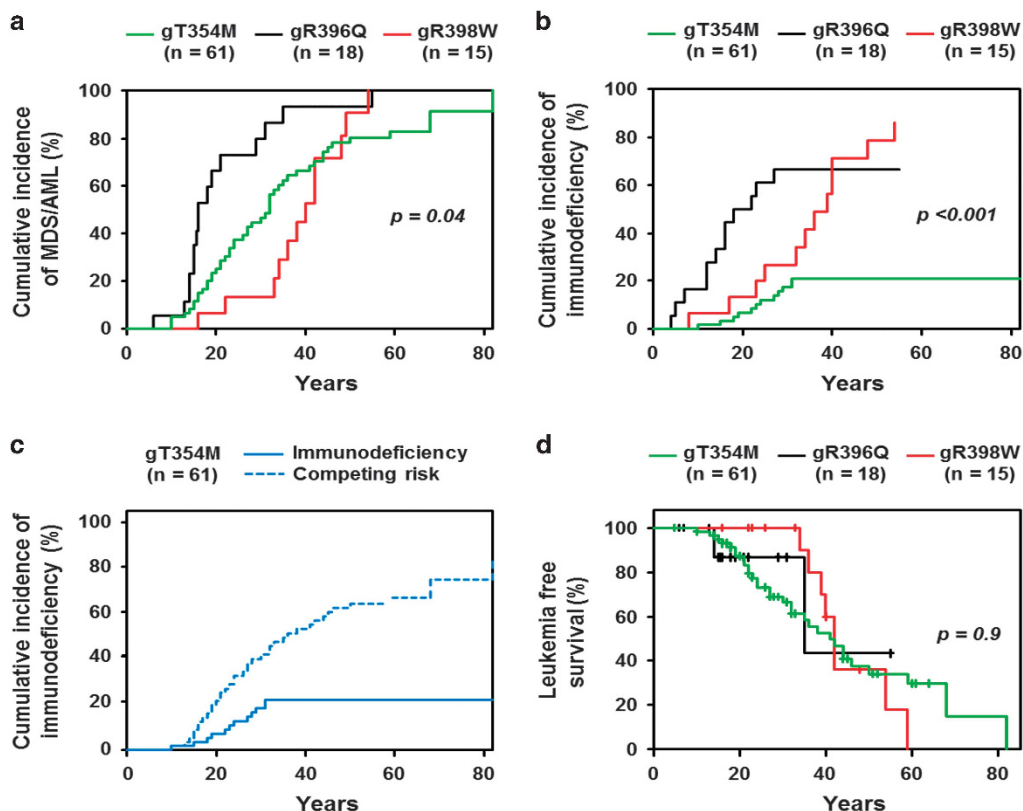 a
gT354M gR396Q gR398W
(n = 61) (n = 18) (n = 15)
Cumulative incidence
of MDS/AML (%)
100
80
60
40
20
0
p = 0.04
0 20 40 60 80
Years
b
gT354M gR396Q gR398W
(n = 61) (n = 18) (n = 15)
Cumulative incidence of
immunodeficiency (%)
100
80
60
40
20
0
p <0.001
0 20 40 60 80
Years
c
gT354M
(n = 61)
Immunodeficiency
Competing risk
Cumulative incidence of
immunodeficiency (%)
100
80
60
40
20
0
0 20 40 60 80
Years
d
gT354M gR396Q gR398W
(n = 61) (n = 18) (n = 15)
Leukemia free
survival (%)
100
80
60
40
20
0
p = 0.9
0 20 40 60 80
Years